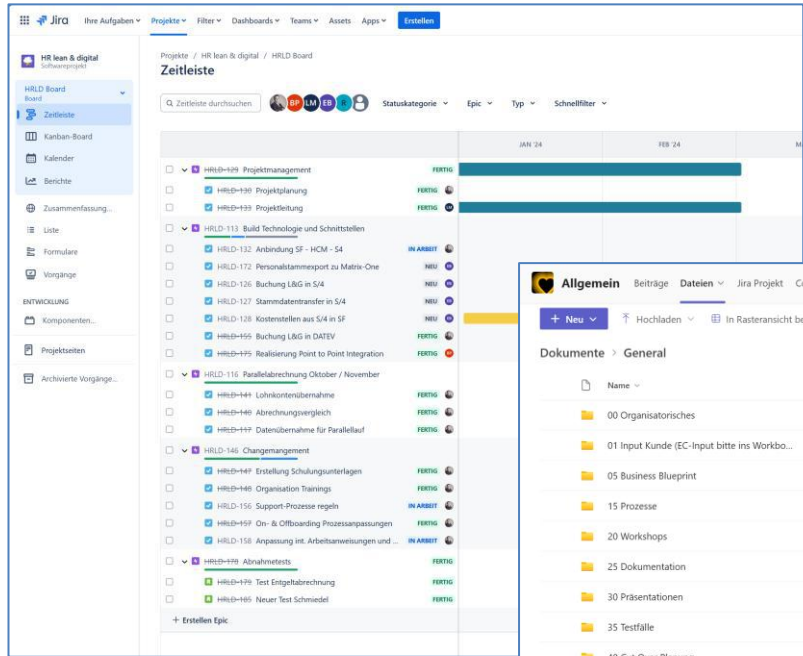 Jira Ihre Aufgaben Projekte Filter Dashboards Teams Assets Apps Erstellen
HR lean & digital
Softwareprojekt
HRLD Board
Board
Zeitleiste
Kanban-Board
Kalender
Berichte
Zusammenfassung...
Liste
Formulare
Vorgänge
ENTWICKLUNG
Komponenten...
Projektseiten
Archivierte Vorgänge...
Projekte / HR lean & digital / HRLD Board
Zeitleiste
Zeitleiste durchsuchen BP LM EB R Statuskategorie Epic Typ Schnellfilter
JAN '24 FEB '24 M
HRLD-129 Projektmanagement FERTIG
HRLD-130 Projektplanung FERTIG
HRLD-133 Projektleitung FERTIG
HRLD-113 Build Technologie und Schnittstellen
HRLD-132 Anbindung SF - HCM - S4 IN ARBEIT
HRLD-172 Personalstammexport zu Matrix-One NEU
HRLD-126 Buchung L&G in S/4 NEU
HRLD-127 Stammdatentransfer in S/4 NEU
HRLD-128 Kostenstellen aus S/4 in SF NEU
HRLD-155 Buchung L&G in DATEV FERTIG
HRLD-175 Realisierung Point to Point Integration FERTIG
HRLD-116 Parallelabrechnung Oktober / November
HRLD-141 Lohnkontenübernahme FERTIG
HRLD-140 Abrechnungsvergleich FERTIG
HRLD-117 Datenübernahme für Parallellauf FERTIG
HRLD-146 Changemangement
HRLD-147 Erstellung Schulungsunterlagen FERTIG
HRLD-148 Organisation Trainings FERTIG
HRLD-156 Support-Prozesse regeln IN ARBEIT
HRLD-157 On- & Offboarding Prozessanpassungen FERTIG
HRLD-158 Anpassung int. Arbeitsanweisungen und ... IN ARBEIT
HRLD-178 Abnahmetests FERTIG
HRLD-179 Test Entgeltabrechnung FERTIG
HRLD-185 Neuer Test Schmiedel FERTIG
+ Erstellen Epic
Allgemein Beiträge Dateien Jira Projekt
+ Neu Hochladen In Rasteransicht be
Dokumente > General
Name
00 Organisatorisches
01 Input Kunde (EC-Input bitte ins Workbo...
05 Business Blueprint
15 Prozesse
20 Workshops
25 Dokumentation
30 Präsentationen
35 Testfälle